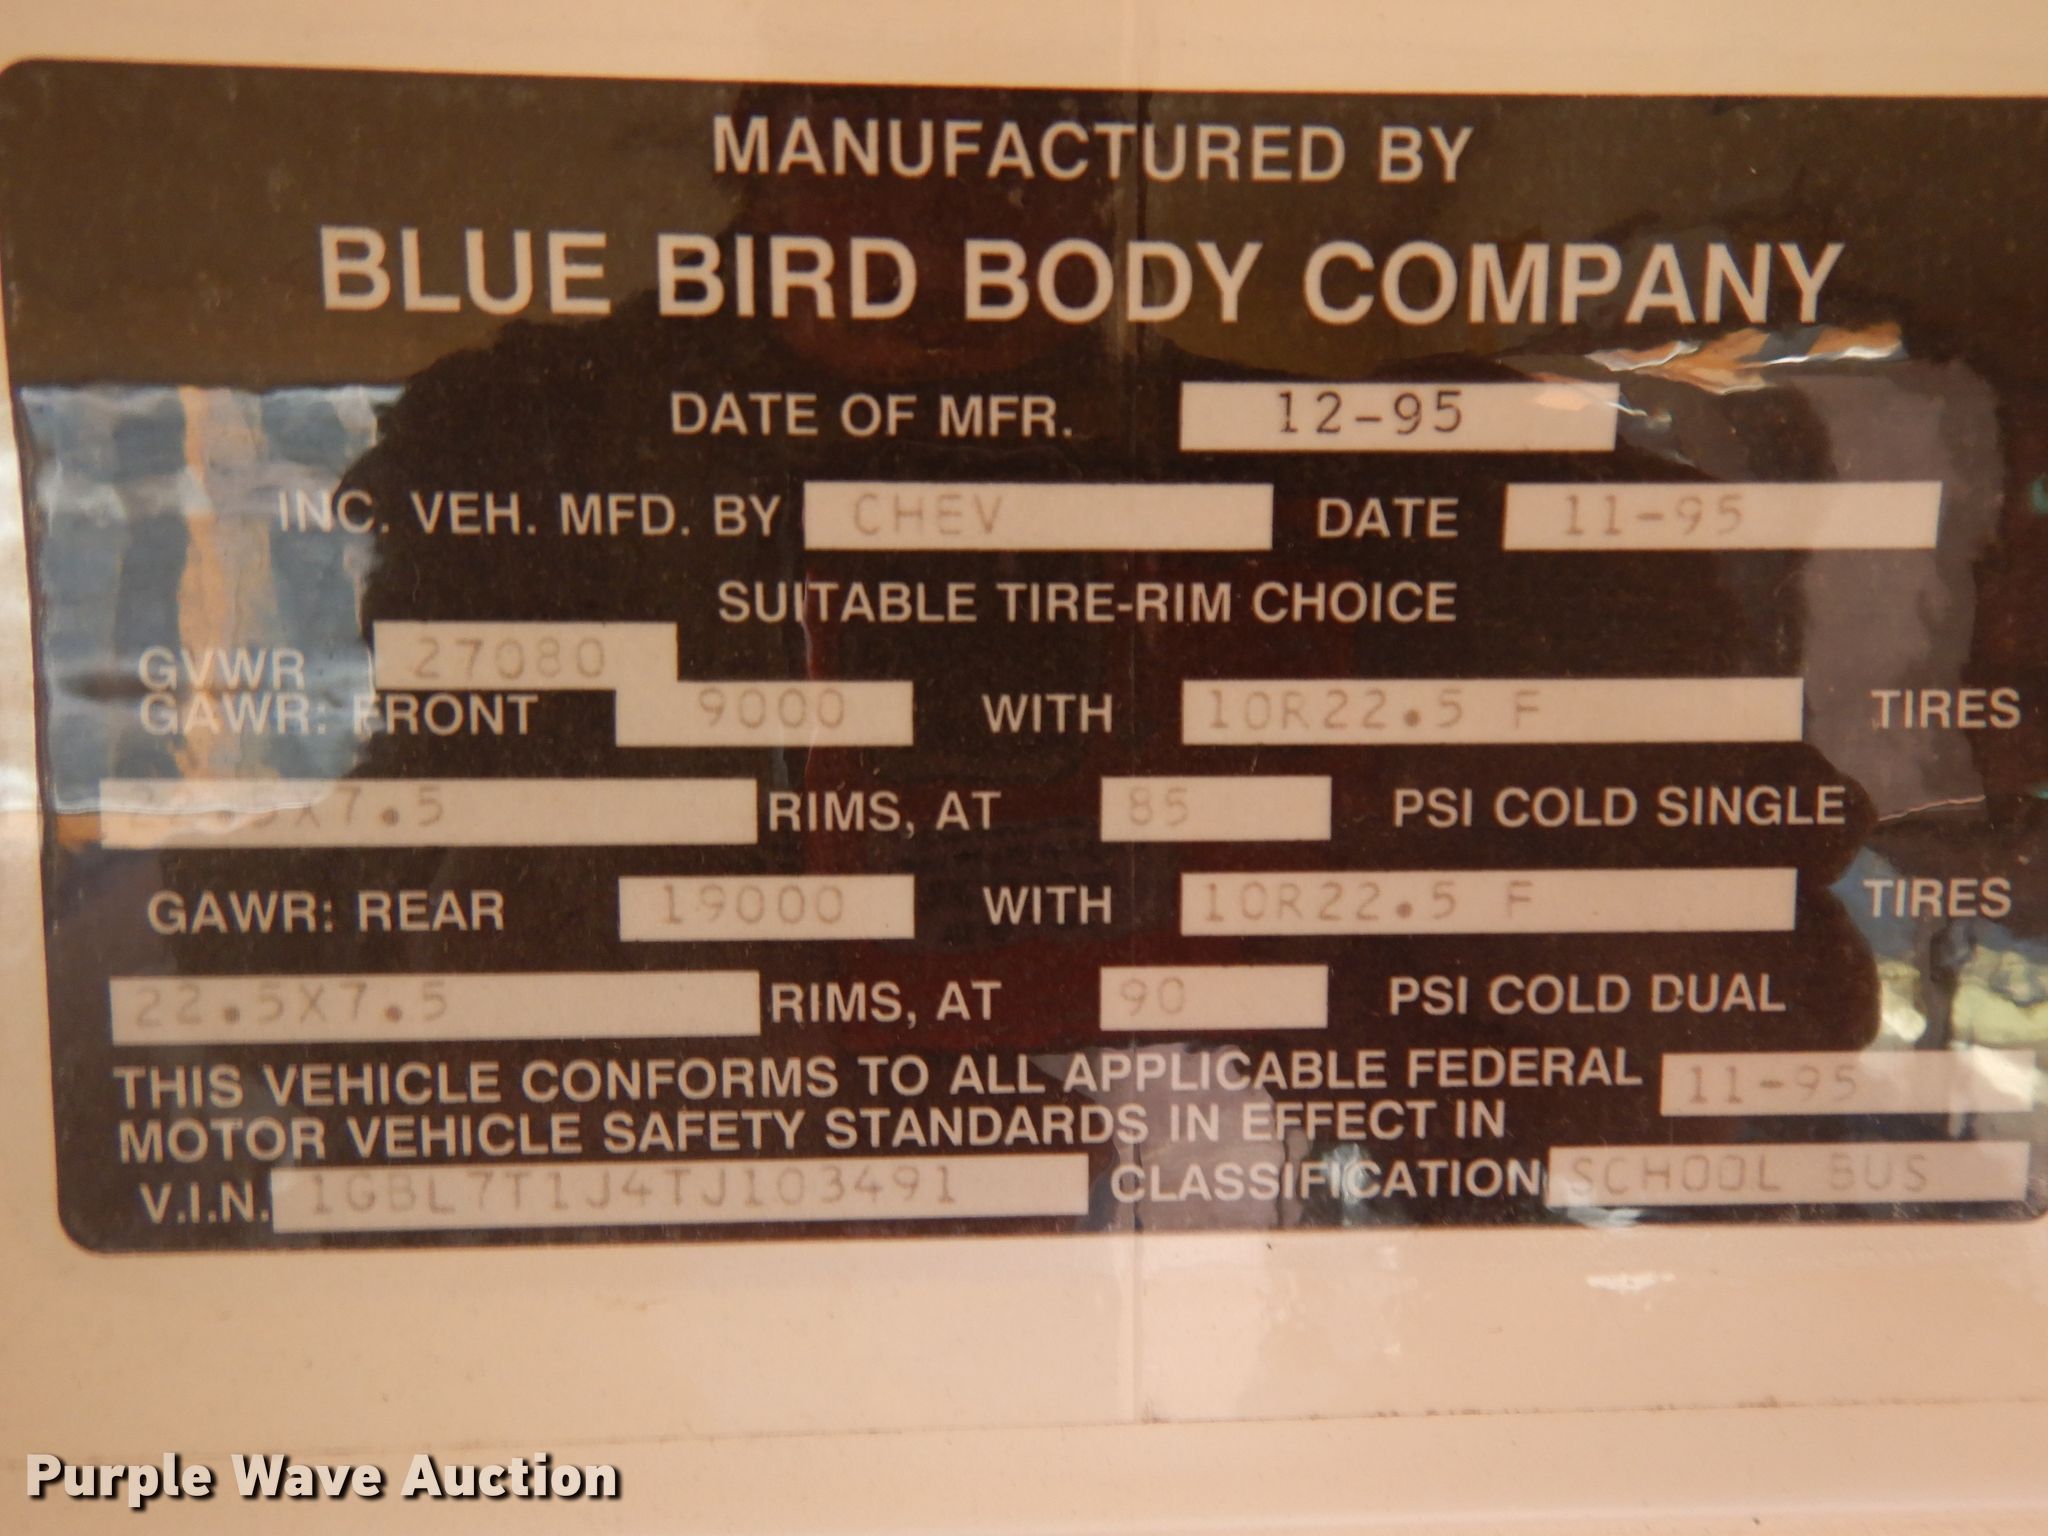 MANUFACTURED BY
BLUE BIRD BODY COMPANY
DATE OF MFR. 12-95
INC. VEH. MFD. BY CHEV DATE 11-95
SUITABLE TIRE-RIM CHOICE
GVWR 27080
GAWR: FRONT 9000 WITH 10R22.5 F TIRES
22.5X7.5 RIMS, AT 85 PSI COLD SINGLE
GAWR: REAR 19000 WITH 10R22.5 F TIRES
22.5X7.5 RIMS, AT 90 PSI COLD DUAL
THIS VEHICLE CONFORMS TO ALL APPLICABLE FEDERAL 11-95
MOTOR VEHICLE SAFETY STANDARDS IN EFFECT IN
V.I.N. 1GBL7T1J4TJ103491 CLASSIFICATION SCHOOL BUS
Purple Wave Auction